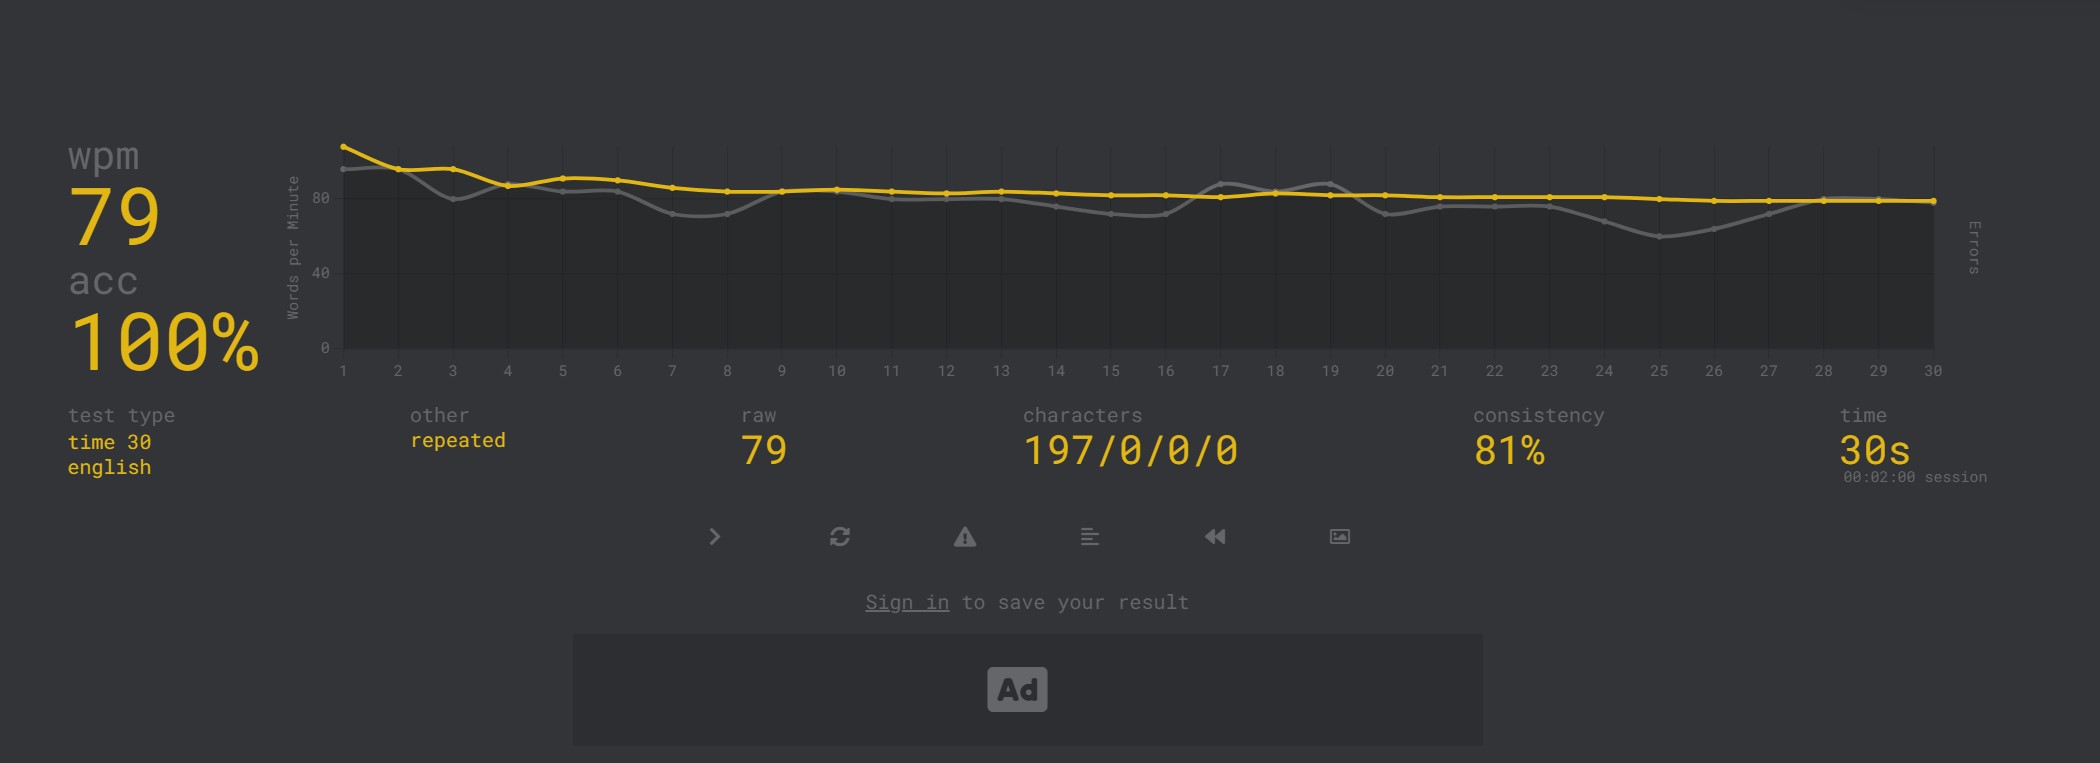 wpm
79
acc
100%
Words per Minute
80
40
0
1 2 3 4 5 6 7 8 9 10 11 12 13 14 15 16 17 18 19 20 21 22 23 24 25 26 27 28 29 30
Errors
test type
time 30
english
other
repeated
raw
79
characters
197/0/0/0
consistency
81%
time
30s
00:02:00 session
Sign in to save your result
Ad